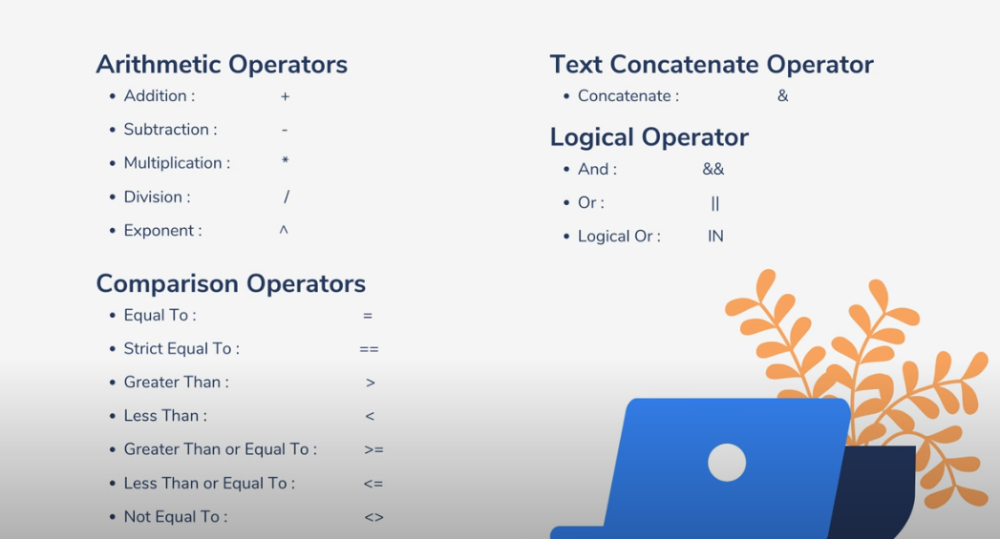 Arithmetic Operators
• Addition : +
• Subtraction : -
• Multiplication : *
• Division : /
• Exponent : ^
Comparison Operators
• Equal To : =
• Strict Equal To : ==
• Greater Than : >
• Less Than : <
• Greater Than or Equal To : >=
• Less Than or Equal To : <=
• Not Equal To : <>
Text Concatenate Operator
• Concatenate : &
Logical Operator
• And : &&
• Or : ||
• Logical Or : IN